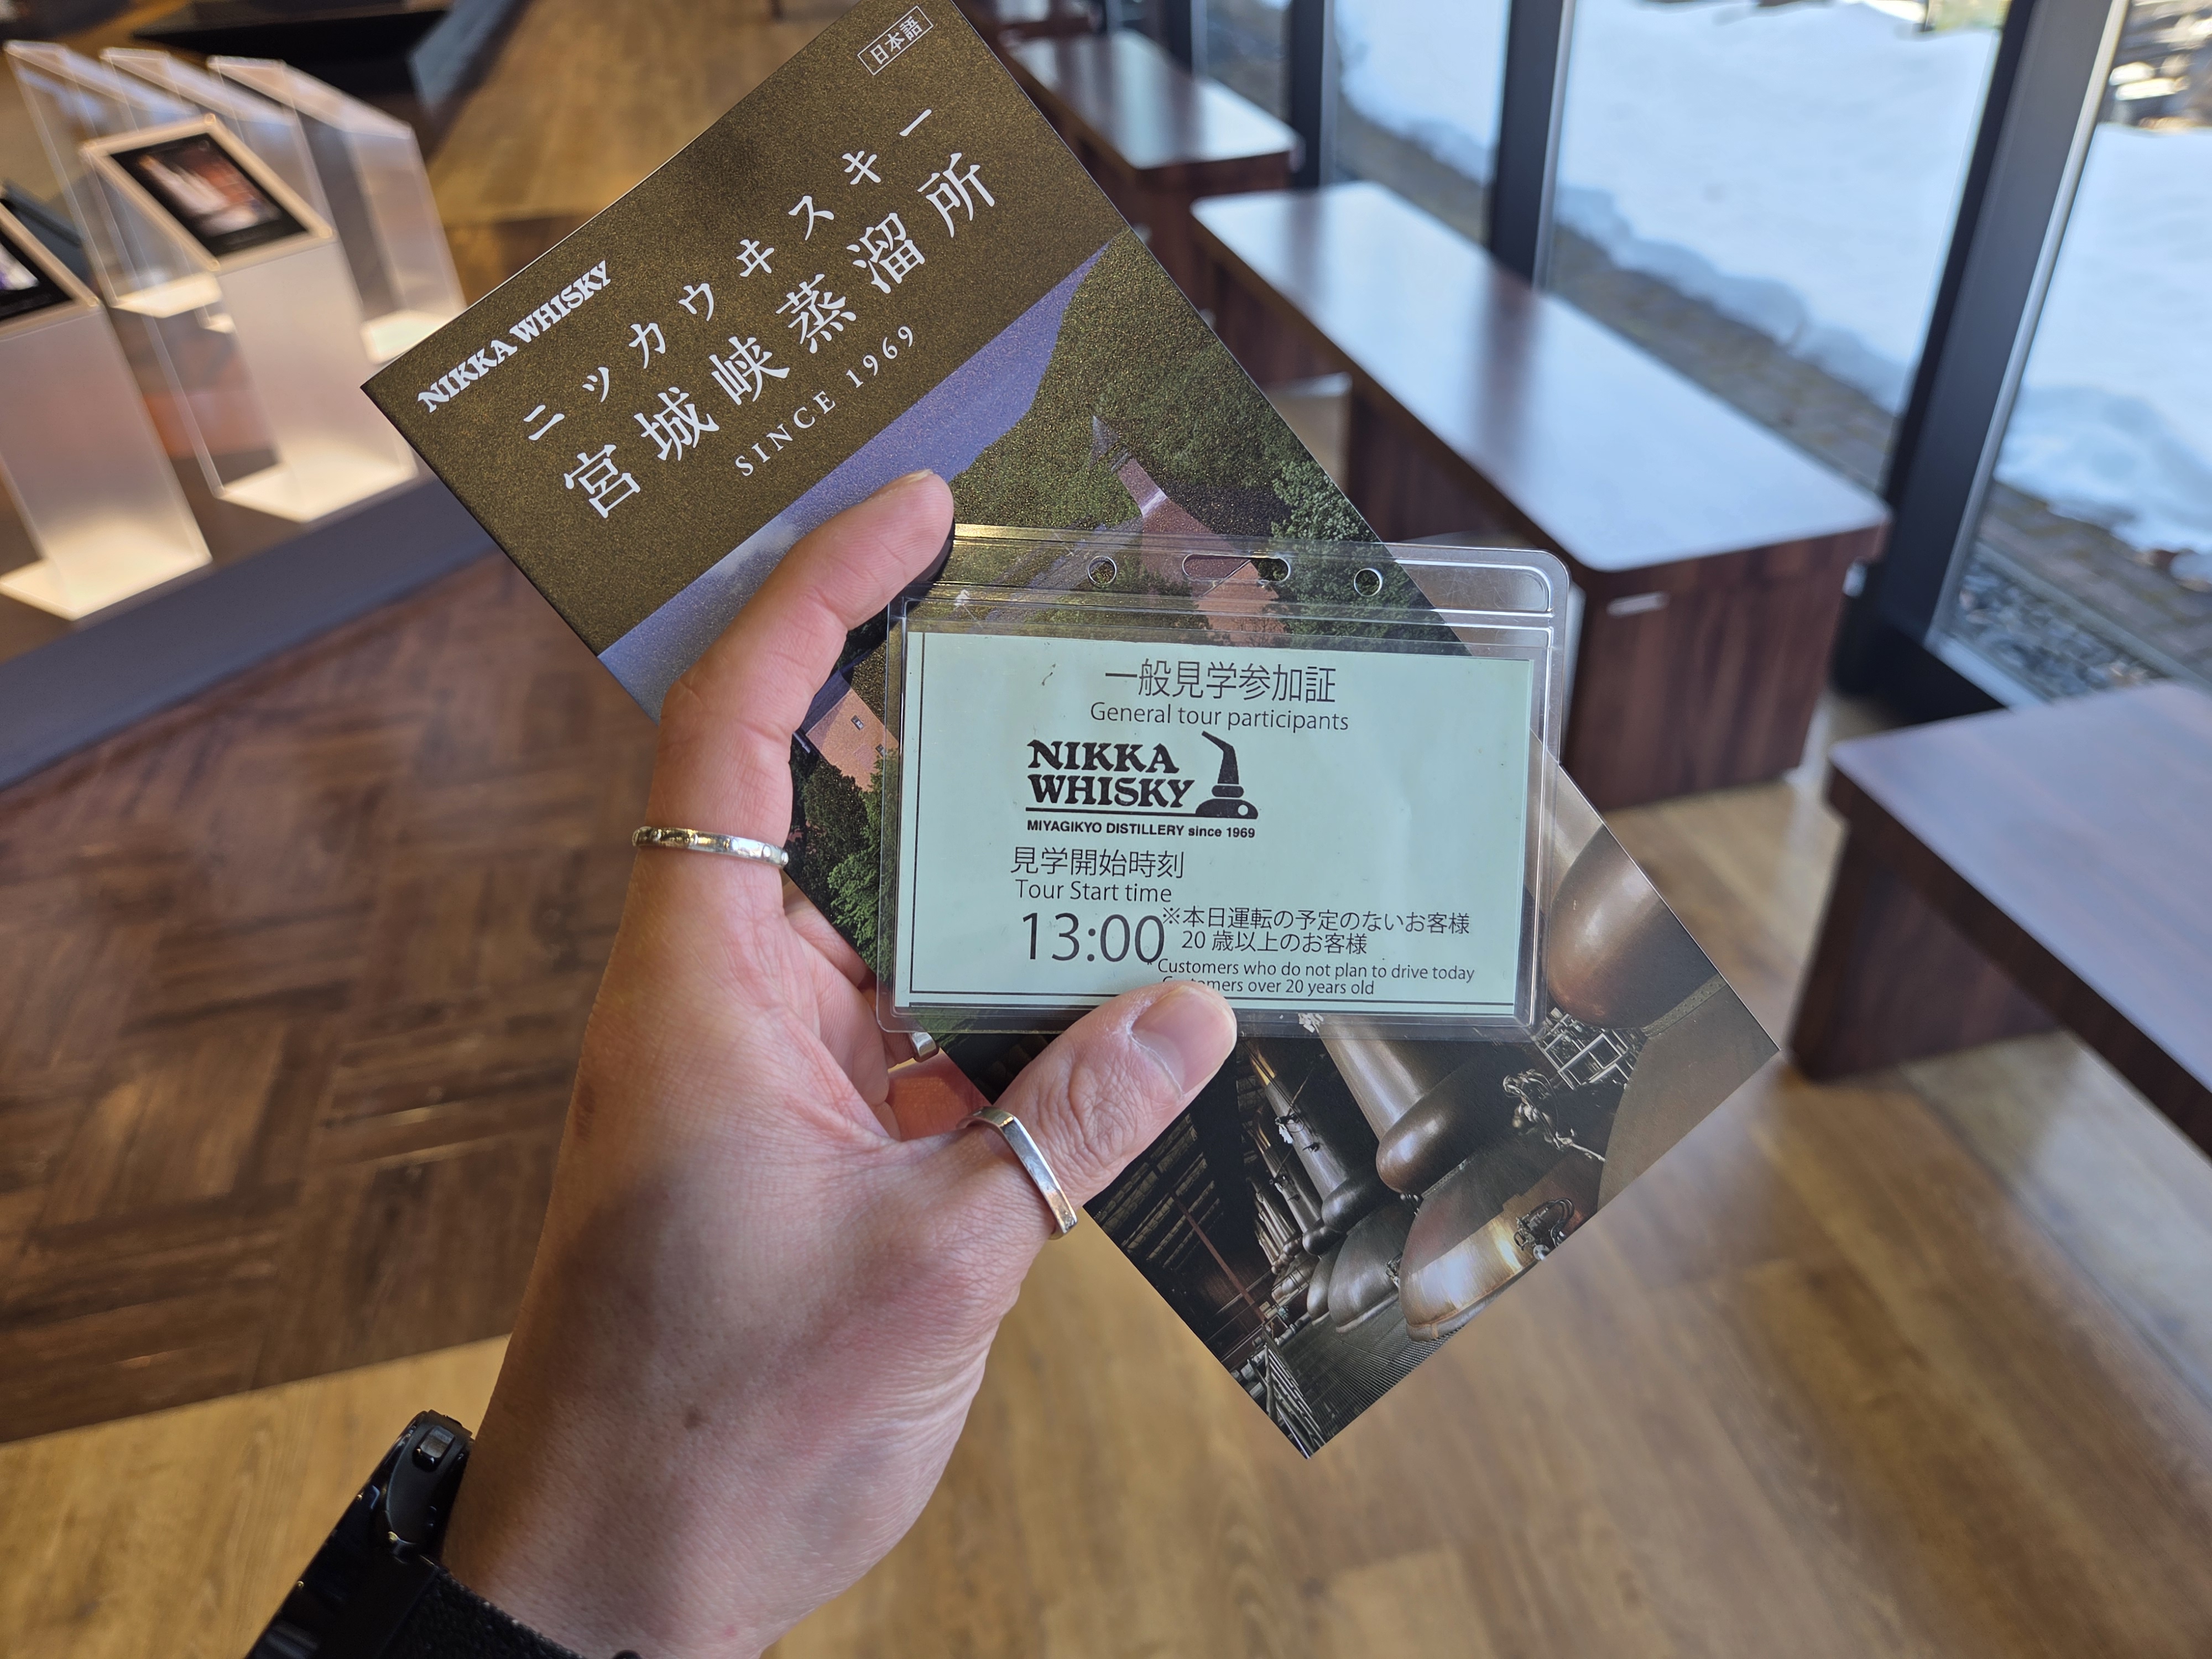 日本語
NIKKA WHISKY
ニッカウヰスキー
宮城峡蒸溜所
SINCE 1969
一般見学参加証
General tour participants
NIKKA
WHISKY
MIYAGIKYO DISTILLERY since 1969
見学開始時刻
Tour Start time
13:00
※本日運転の予定のないお客様
20 歳以上のお客様
* Customers who do not plan to drive today
Customers over 20 years old